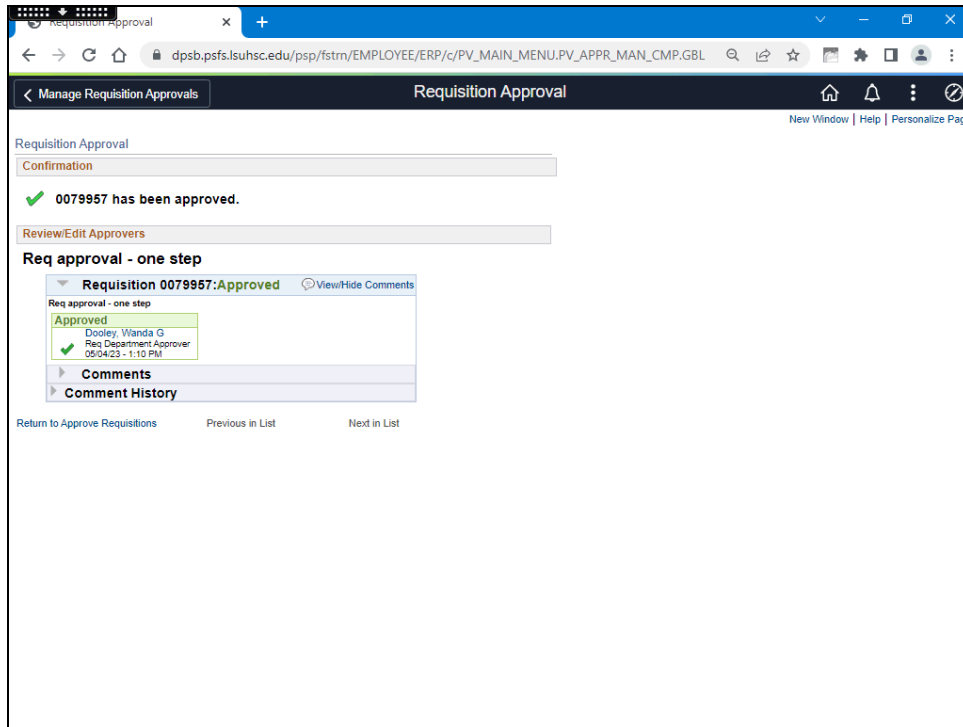 Requisition Approval
dpsb.psfs.lsuhsc.edu/psp/fstrn/EMPLOYEE/ERP/c/PV_MAIN_MENU.PV_APPR_MAN_CMP.GBL
Manage Requisition Approvals
Requisition Approval
New Window | Help | Personalize Pag
Requisition Approval
Confirmation
0079957 has been approved.
Review/Edit Approvers
Req approval - one step
Requisition 0079957:Approved View/Hide Comments
Req approval - one step
Approved
Dooley, Wanda G
Req Department Approver
05/04/23 - 1:10 PM
Comments
Comment History
Return to Approve Requisitions Previous in List Next in List